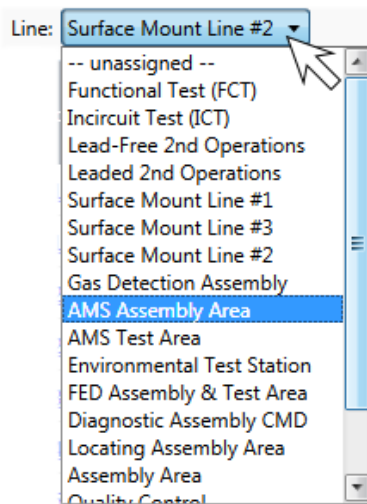 Line: Surface Mount Line #2
-- unassigned --
Functional Test (FCT)
Incircuit Test (ICT)
Lead-Free 2nd Operations
Leaded 2nd Operations
Surface Mount Line #1
Surface Mount Line #3
Surface Mount Line #2
Gas Detection Assembly
AMS Assembly Area
AMS Test Area
Environmental Test Station
FED Assembly & Test Area
Diagnostic Assembly CMD
Locating Assembly Area
Assembly Area
Quality Control